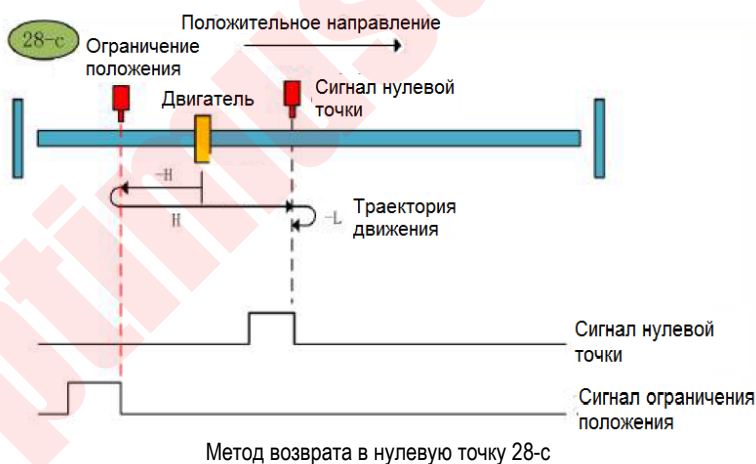 28-c
Положительное направление
Ограничение
положения
Двигатель
Сигнал нулевой
точки
-H
H
-L
Траектория
движения
Сигнал нулевой
точки
Сигнал ограничения
положения
Метод возврата в нулевую точку 28-с